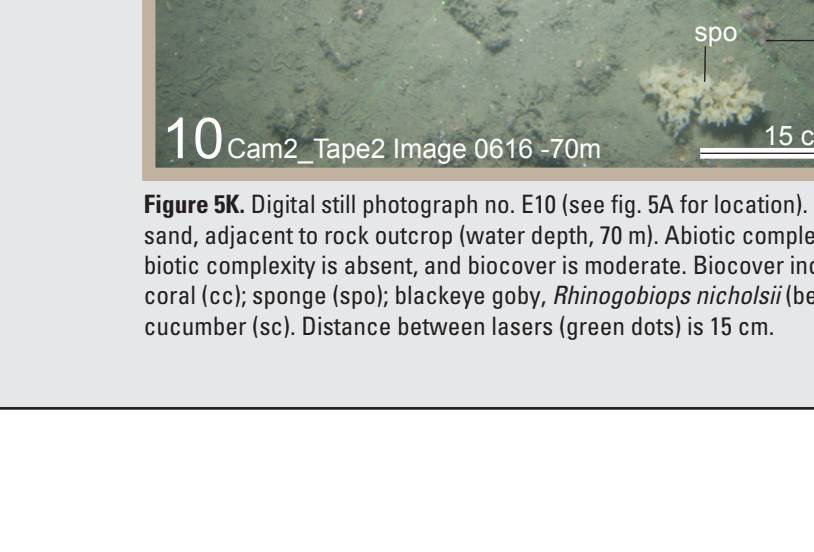 spo
15 c
10 Cam2_Tape2 Image 0616 -70m
Figure 5K. Digital still photograph no. E10 (see fig. 5A for location).
sand, adjacent to rock outcrop (water depth, 70 m). Abiotic comple
biotic complexity is absent, and biocover is moderate. Biocover inc
coral (cc); sponge (spo); blackeye goby, Rhinogobiops nicholsii (be
cucumber (sc). Distance between lasers (green dots) is 15 cm.